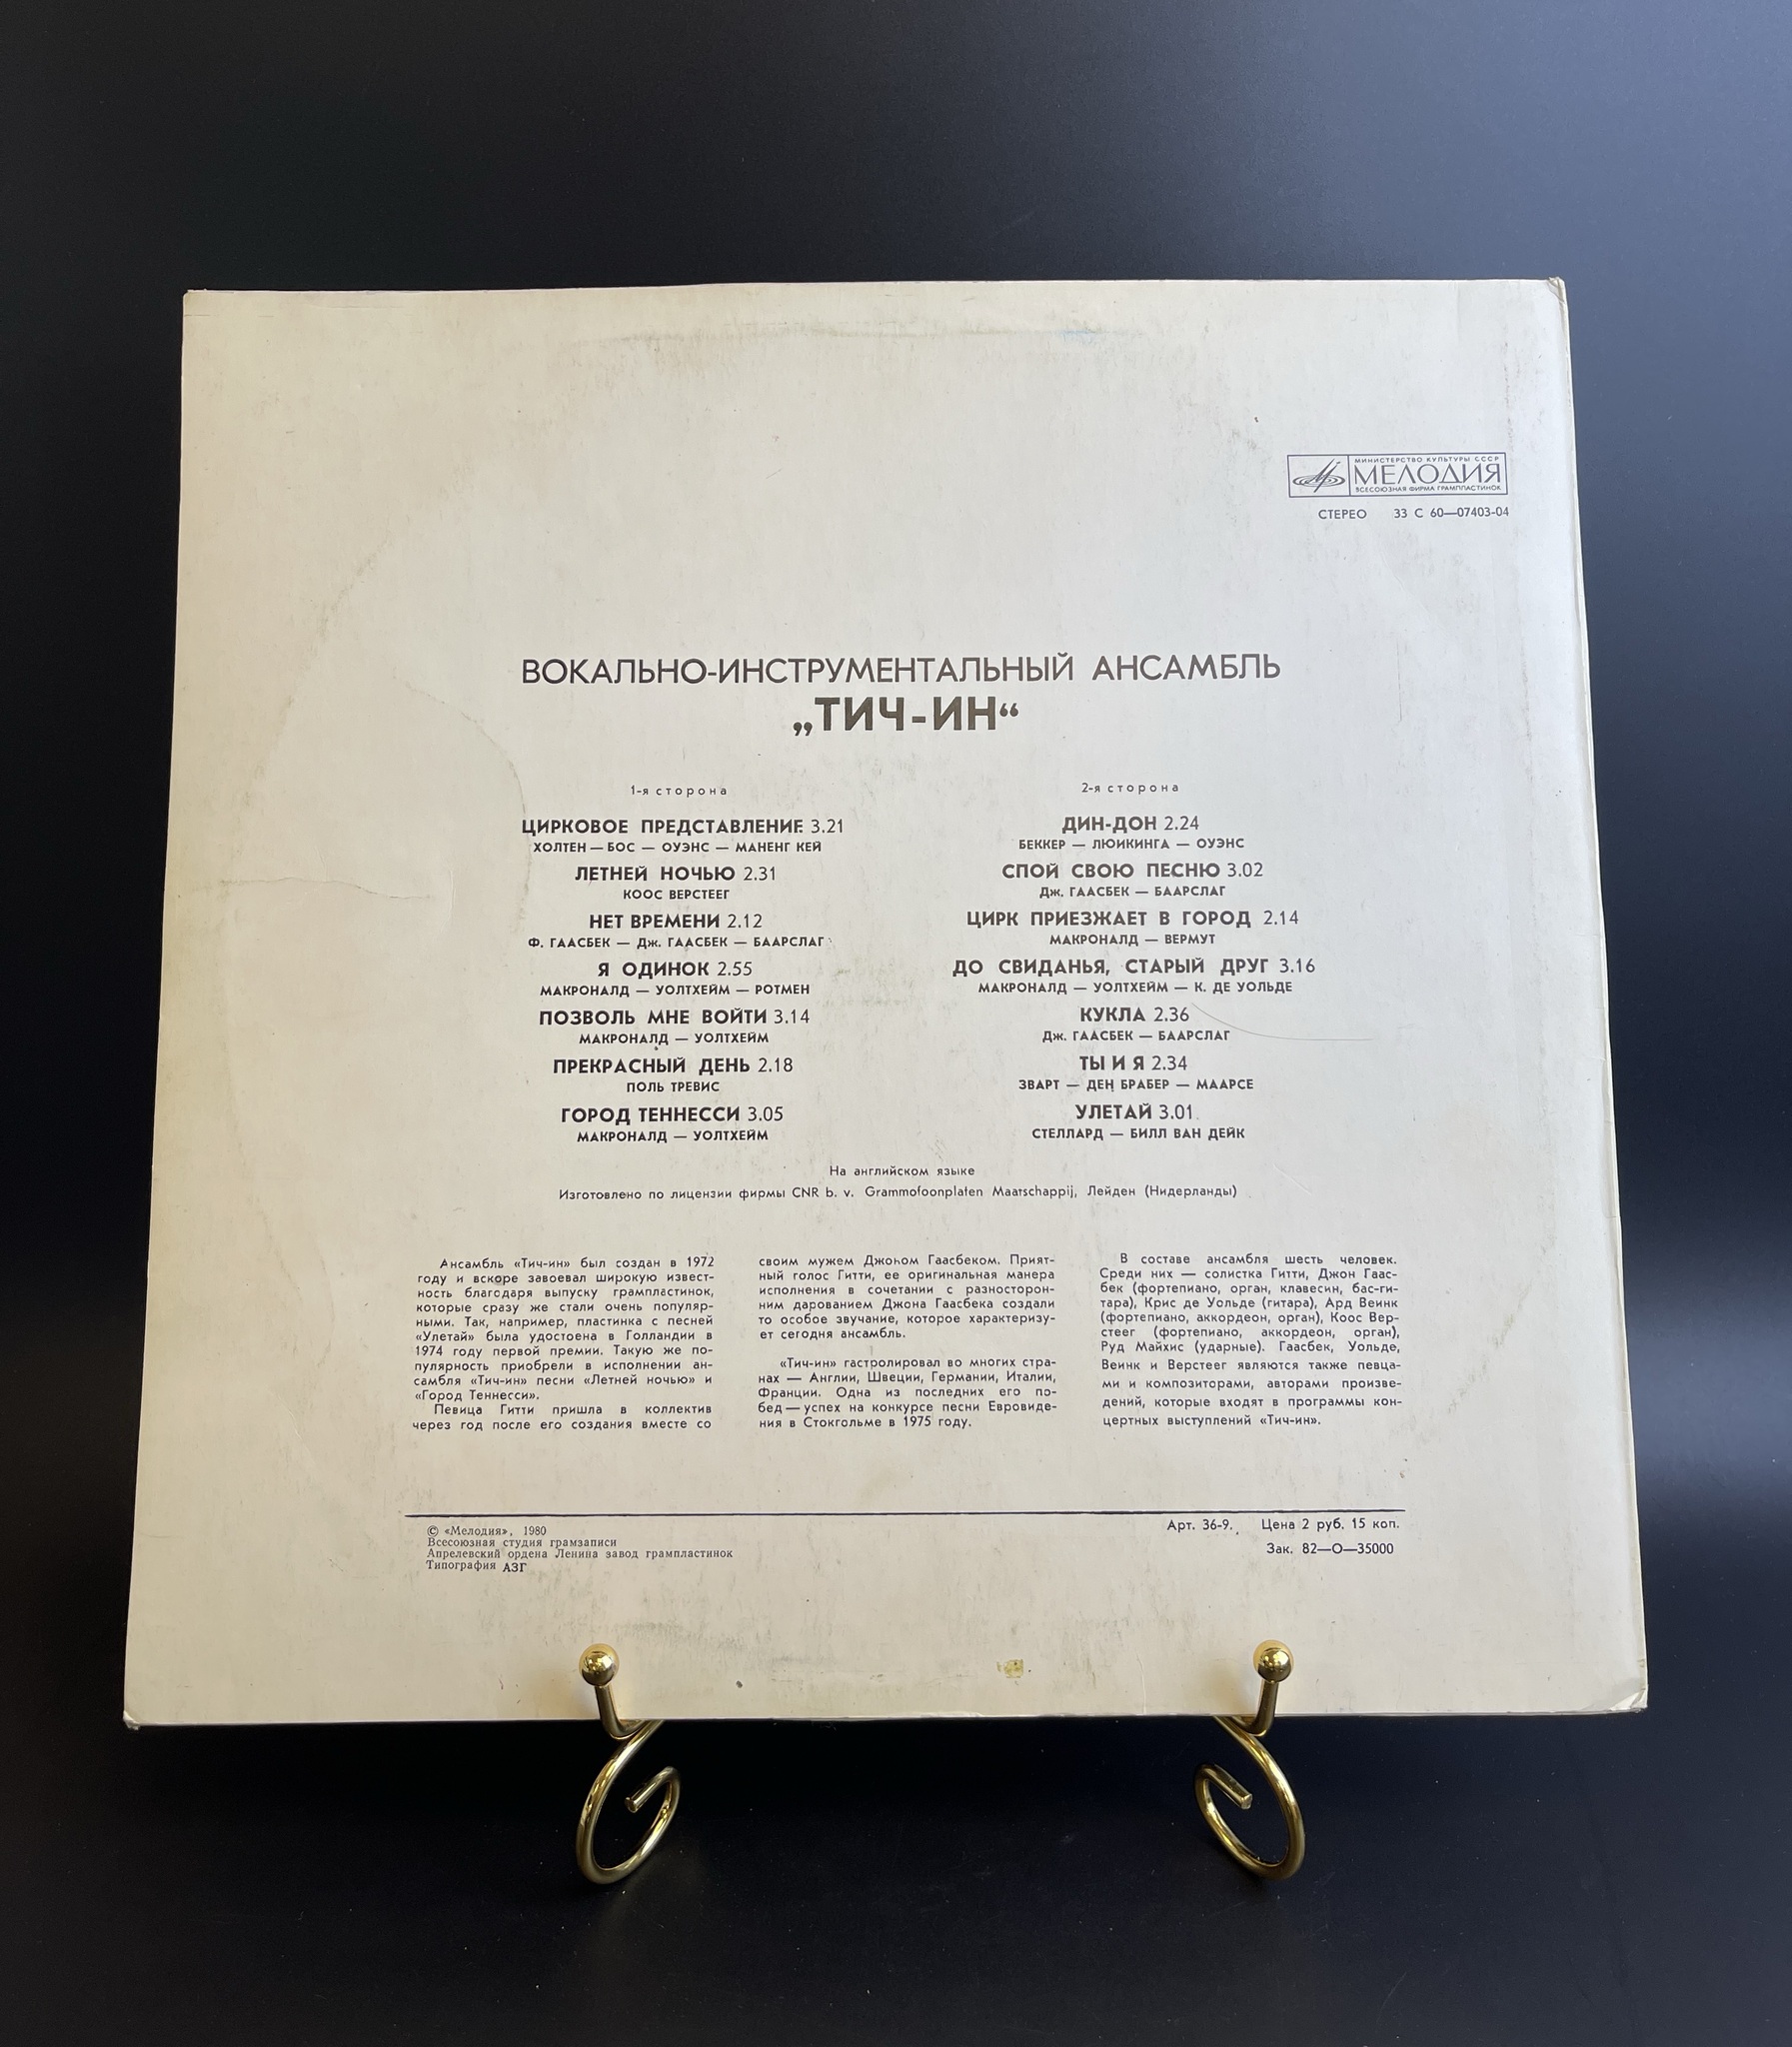 МИНИСТЕРСТВО КУЛЬТУРЫ СССР
МЕЛОДИЯ
ВСЕСОЮЗНАЯ ФИРМА ГРАМПЛАСТИНОК
СТЕРЕО 33 С 60—07403-04
ВОКАЛЬНО-ИНСТРУМЕНТАЛЬНЫЙ АНСАМБЛЬ
„ТИЧ-ИН“
1-я сторона
ЦИРКОВОЕ ПРЕДСТАВЛЕНИЕ 3.21
ХОЛТЕН — БОС — ОУЭНС — МАНЕНГ КЕЙ
ЛЕТНЕЙ НОЧЬЮ 2.31
КООС ВЕРСТЕЕГ
НЕТ ВРЕМЕНИ 2.12
Ф. ГААСБЕК — Дж. ГААСБЕК — БААРСЛАГ
Я ОДИНОК 2.55
МАКРОНАЛД — УОЛТХЕЙМ — РОТМЕН
ПОЗВОЛЬ МНЕ ВОЙТИ 3.14
МАКРОНАЛД — УОЛТХЕЙМ
ПРЕКРАСНЫЙ ДЕНЬ 2.18
ПОЛЬ ТРЕВИС
ГОРОД ТЕННЕССИ 3.05
МАКРОНАЛД — УОЛТХЕЙМ
2-я сторона
ДИН-ДОН 2.24
БЕККЕР — ЛЮИКИНГА — ОУЭНС
СПОЙ СВОЮ ПЕСНЮ 3.02
Дж. ГААСБЕК — БААРСЛАГ
ЦИРК ПРИЕЗЖАЕТ В ГОРОД 2.14
МАКРОНАЛД — ВЕРМУТ
ДО СВИДАНЬЯ, СТАРЫЙ ДРУГ 3.16
МАКРОНАЛД — УОЛТХЕЙМ — К. ДЕ УОЛЬДЕ
КУКЛА 2.36
Дж. ГААСБЕК — БААРСЛАГ
ТЫ И Я 2.34
ЗВАРТ — ДЕН БРАБЕР — МААРСЕ
УЛЕТАЙ 3.01
СТЕЛЛАРД — БИЛЛ ВАН ДЕЙК
На английском языке
Изготовлено по лицензии фирмы CNR b. v. Grammofoonplaten Maatschappij, Лейден (Нидерланды)
Ансамбль «Тич-ин» был создан в 1972
году и вскоре завоевал широкую извест-
ность благодаря выпуску грампластинок,
которые сразу же стали очень популяр-
ными. Так, например, пластинка с песней
«Улетай» была удостоена в Голландии в
1974 году первой премии. Такую же по-
пулярность приобрели в исполнении ан-
самбля «Тич-ин» песни «Летней ночью» и
«Город Теннесси».
Певица Гитти пришла в коллектив
через год после его создания вместе со
своим мужем Джоном Гаасбеком. Прият-
ный голос Гитти, ее оригинальная манера
исполнения в сочетании с разносторон-
ним дарованием Джона Гаасбека создали
то особое звучание, которое характеризу-
ет сегодня ансамбль.
«Тич-ин» гастролировал во многих стра-
нах — Англии, Швеции, Германии, Италии,
Франции. Одна из последних его по-
бед — успех на конкурсе песни Евровиде-
ния в Стокгольме в 1975 году.
В составе ансамбля шесть человек.
Среди них — солистка Гитти, Джон Гаас-
бек (фортепиано, орган, клавесин, бас-ги-
тара), Крис де Уольде (гитара), Ард Веинк
(фортепиано, аккордеон, орган), Коос Вер-
стеег (фортепиано, аккордеон, орган),
Руд Майхис (ударные). Гаасбек, Уольде,
Веинк и Верстеег являются также певца-
ми и композиторами, авторами произве-
дений, которые входят в программы кон-
цертных выступлений «Тич-ин».
© «Мелодия», 1980
Всесоюзная студия грамзаписи
Апрелевский ордена Ленина завод грампластинок
Типография АЗГ
Арт. 36-9. Цена 2 руб. 15 коп.
Зак. 82—О—35000